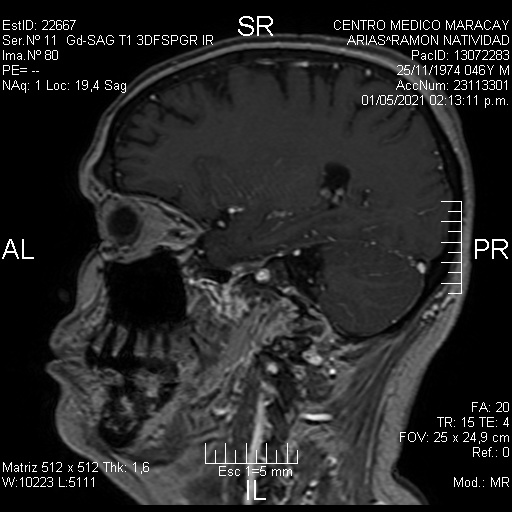 EstID: 22667
Ser.Nº 11 Gd-SAG T1 3DFSPGR IR
Ima.Nº 80
PE= --
NAq: 1 Loc: 19,4 Sag
SR
CENTRO MEDICO MARACAY
ARIAS^RAMON NATIVIDAD
PacID: 13072283
25/11/1974 046Y M
AccNum: 23113301
01/05/2021 02:13:11 p.m.
AL
PR
FA: 20
TR: 15 TE: 4
FOV: 25 x 24,9 cm
Ref.: 0
Mod.: MR
Matriz 512 x 512 Thk: 1,6
W:10223 L:5111
Esc 1=5 mm
IL